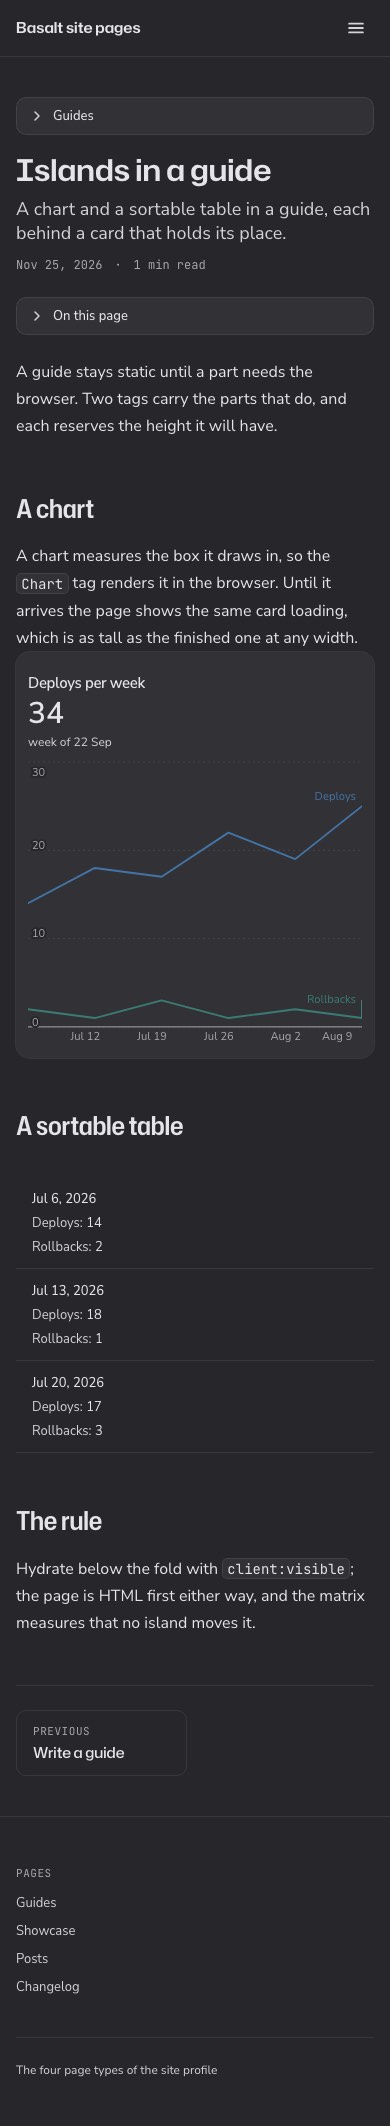 Basalt site pages
Guides
Islands in a guide
A chart and a sortable table in a guide, each
behind a card that holds its place.
Nov 25, 2026 · 1 min read
On this page
A guide stays static until a part needs the
browser. Two tags carry the parts that do, and
each reserves the height it will have.
A chart
A chart measures the box it draws in, so the
Chart tag renders it in the browser. Until it
arrives the page shows the same card loading,
which is as tall as the finished one at any width.
Deploys per week
34
week of 22 Sep
30
Deploys
20
10
Rollbacks
0
Jul 12 Jul 19 Jul 26 Aug 2 Aug 9
A sortable table
Jul 6, 2026
Deploys: 14
Rollbacks: 2
Jul 13, 2026
Deploys: 18
Rollbacks: 1
Jul 20, 2026
Deploys: 17
Rollbacks: 3
The rule
Hydrate below the fold with client:visible;
the page is HTML first either way, and the matrix
measures that no island moves it.
PREVIOUS
Write a guide
PAGES
Guides
Showcase
Posts
Changelog
The four page types of the site profile